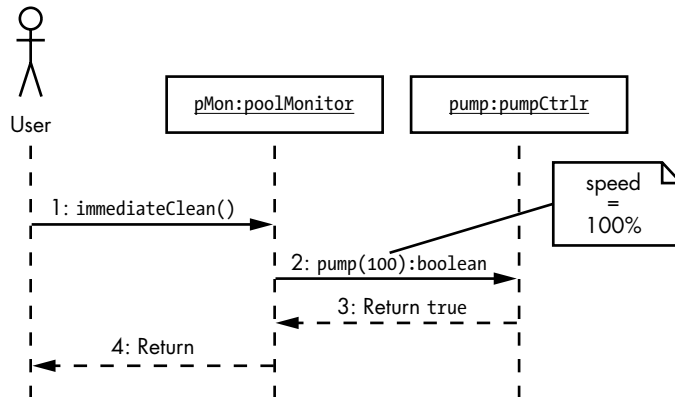 User
pMon:poolMonitor
pump:pumpCtrlr
speed
=
100%
1: immediateClean()
2: pump(100):boolean
3: Return true
4: Return